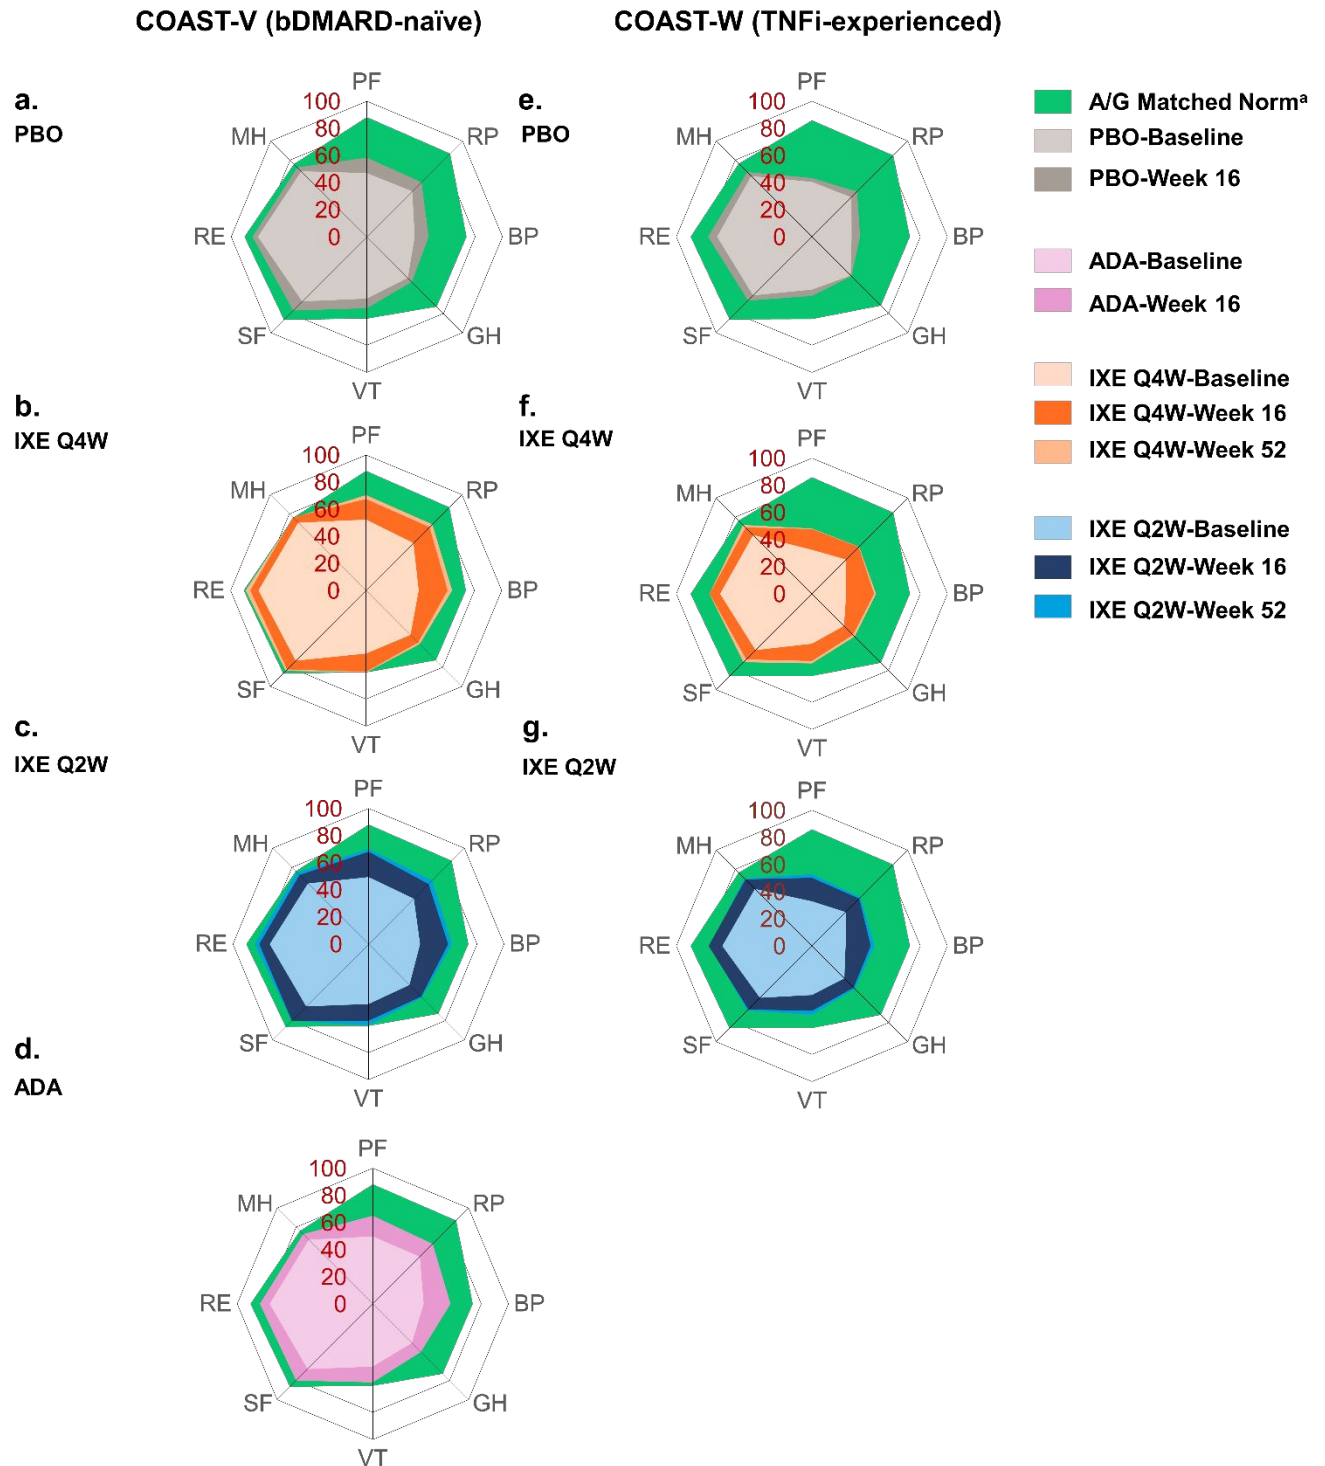 COAST-V (bDMARD-naïve)
COAST-W (TNFi-experienced)
a.
PBO
PF
100
80
60
40
20
0
MH
RP
RE
BP
SF
GH
VT
e.
PBO
PF
100
80
60
40
20
0
MH
RP
RE
BP
SF
GH
VT
b.
IXE Q4W
PF
100
80
60
40
20
0
MH
RP
RE
BP
SF
GH
VT
f.
IXE Q4W
PF
100
80
60
40
20
0
MH
RP
RE
BP
SF
GH
VT
c.
IXE Q2W
PF
100
80
60
40
20
0
MH
RP
RE
BP
SF
GH
VT
g.
IXE Q2W
PF
100
80
60
40
20
0
MH
RP
RE
BP
SF
GH
VT
d.
ADA
PF
100
80
60
40
20
0
MH
RP
RE
BP
SF
GH
VT
A/G Matched Normᵃ
PBO-Baseline
PBO-Week 16
ADA-Baseline
ADA-Week 16
IXE Q4W-Baseline
IXE Q4W-Week 16
IXE Q4W-Week 52
IXE Q2W-Baseline
IXE Q2W-Week 16
IXE Q2W-Week 52